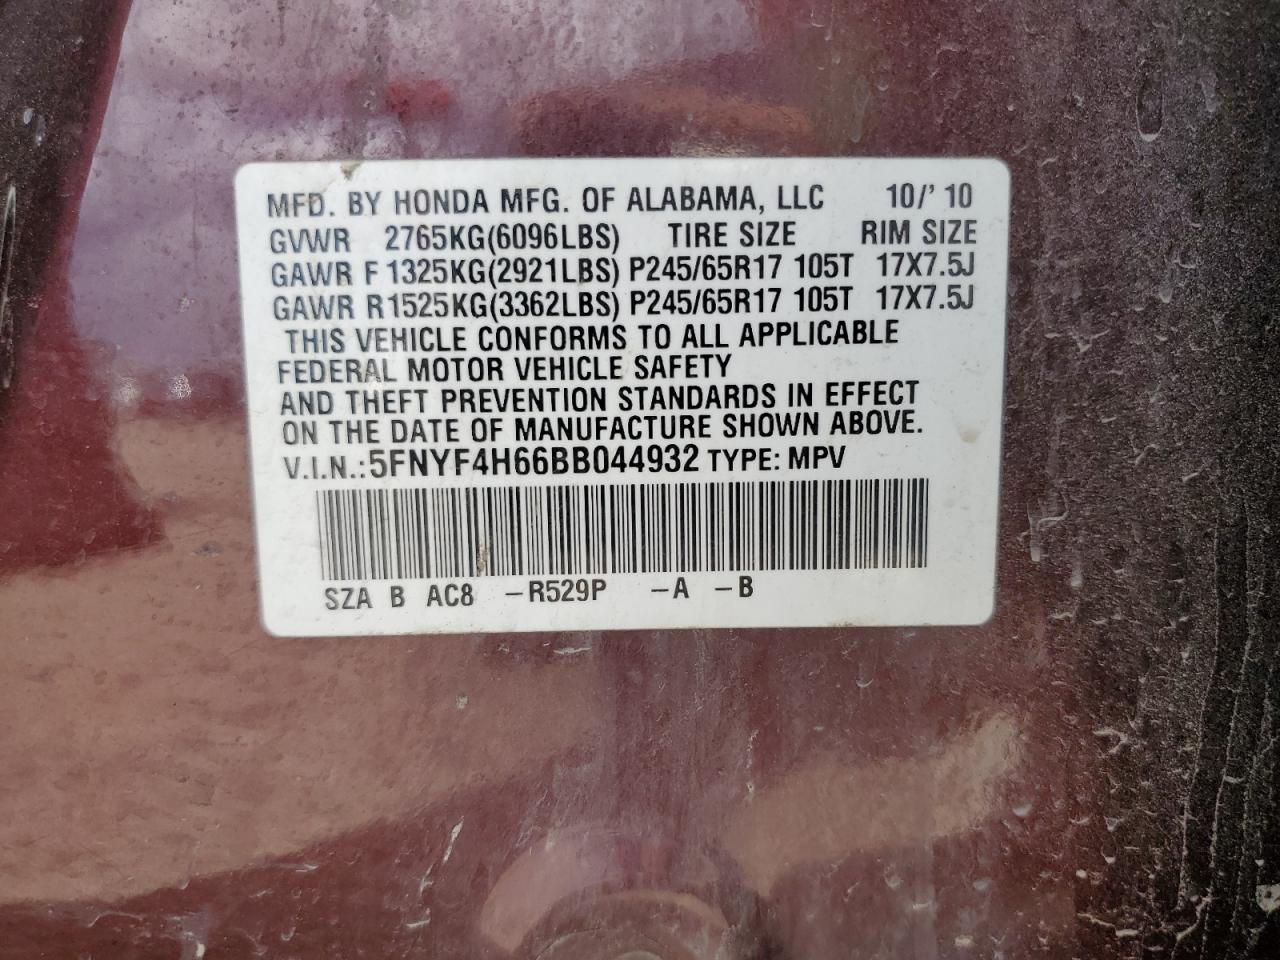 MFD. BY HONDA MFG. OF ALABAMA, LLC 10/' 10
GVWR 2765KG(6096LBS) TIRE SIZE RIM SIZE
GAWR F 1325KG(2921LBS) P245/65R17 105T 17X7.5J
GAWR R1525KG(3362LBS) P245/65R17 105T 17X7.5J
THIS VEHICLE CONFORMS TO ALL APPLICABLE
FEDERAL MOTOR VEHICLE SAFETY
AND THEFT PREVENTION STANDARDS IN EFFECT
ON THE DATE OF MANUFACTURE SHOWN ABOVE.
V.I.N.:5FNYF4H66BB044932 TYPE: MPV
SZA B AC8 –R529P –A –B